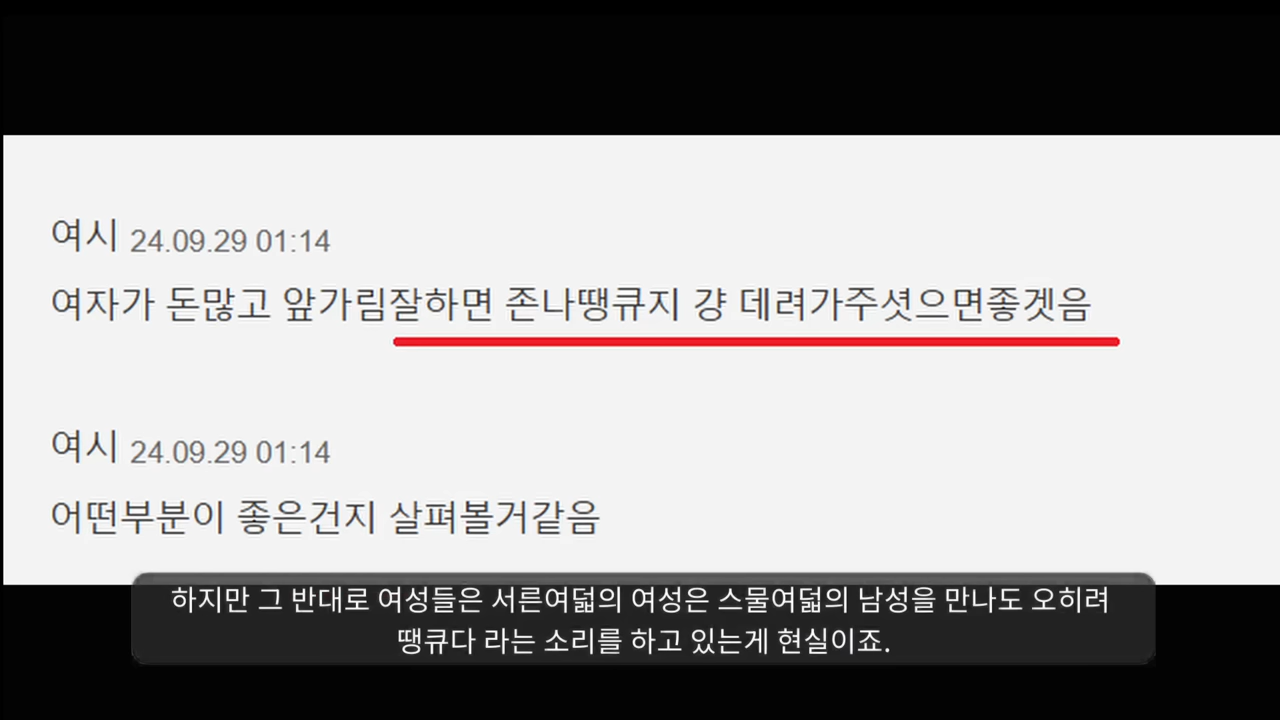 여시 24.09.29 01:14
여자가 돈많고 앞가림잘하면 존나땡큐지 걍 데려가주셧으면좋겟음
여시 24.09.29 01:14
어떤부분이 좋은건지 살펴볼거같음
하지만 그 반대로 여성들은 서른여덟의 여성은 스물여덟의 남성을 만나도 오히려
땡큐다 라는 소리를 하고 있는게 현실이죠.